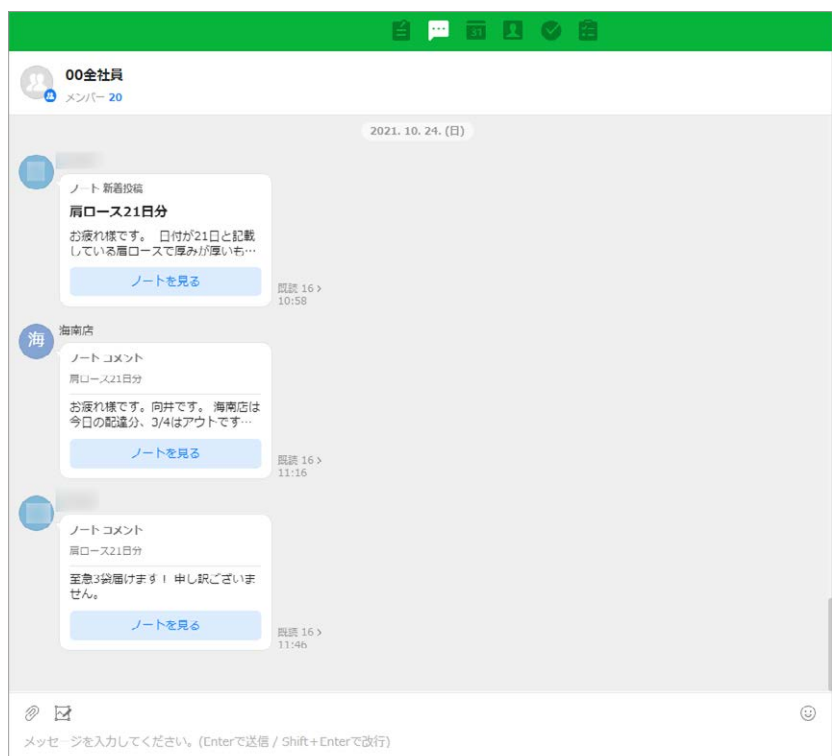 31
00全社員
メンバー 20
2021. 10. 24. (日)
ノート 新着投稿
肩ロース21日分
お疲れ様です。 日付が21日と記載
している肩ロースで厚みが厚いも…
ノートを見る
既読 16 >
10:58
海
海南店
ノート コメント
肩ロース21日分
お疲れ様です。向井です。 海南店は
今日の配達分、3/4はアウトです…
ノートを見る
既読 16 >
11:16
ノート コメント
肩ロース21日分
至急3袋届けます! 申し訳ございま
せん。
ノートを見る
既読 16 >
11:46
メッセージを入力してください。(Enterで送信 / Shift+Enterで改行)